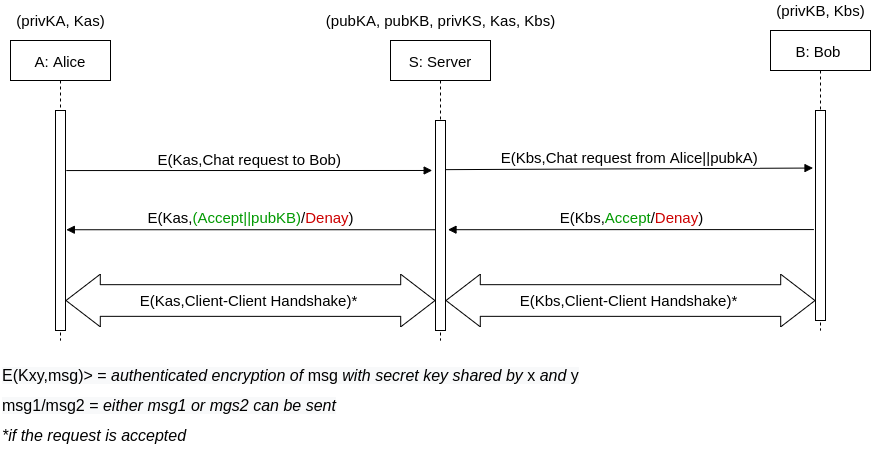 (privKA, Kas)
(pubKA, pubKB, privKS, Kas, Kbs)
(privKB, Kbs)
A: Alice
S: Server
B: Bob
E(Kas,Chat request to Bob)
E(Kbs,Chat request from Alice||pubkA)
E(Kas,(Accept||pubKB)/Denay)
E(Kbs,Accept/Denay)
E(Kas,Client-Client Handshake)*
E(Kbs,Client-Client Handshake)*
E(Kxy,msg)> = authenticated encryption of msg with secret key shared by x and y
msg1/msg2 = either msg1 or mgs2 can be sent
*if the request is accepted